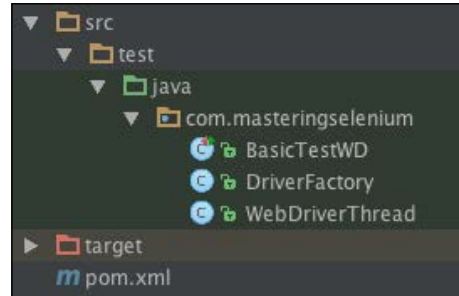 src
test
java
com.masteringselenium
BasicTestWD
DriverFactory
WebDriverThread
target
pom.xml